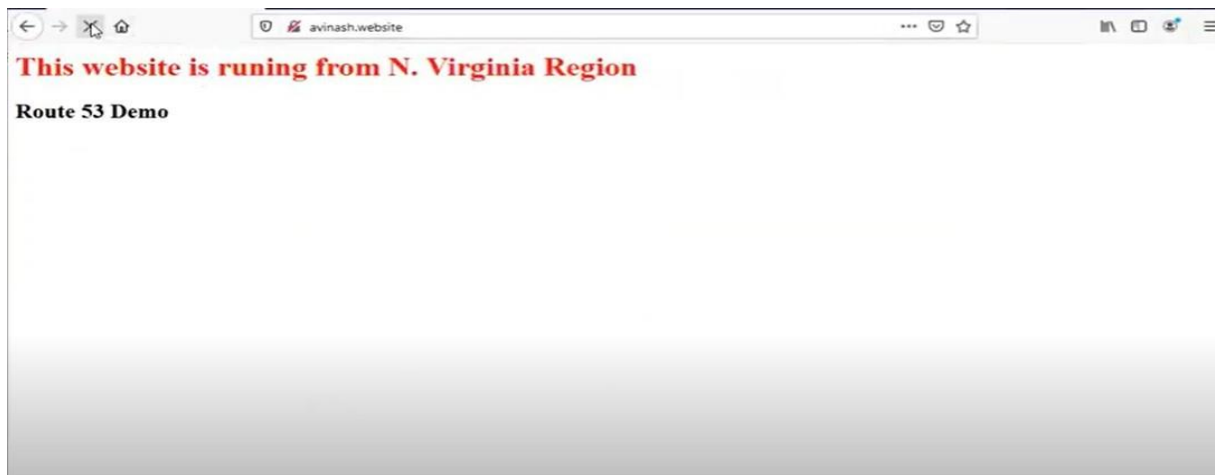 avinash.website
This website is runing from N. Virginia Region
Route 53 Demo